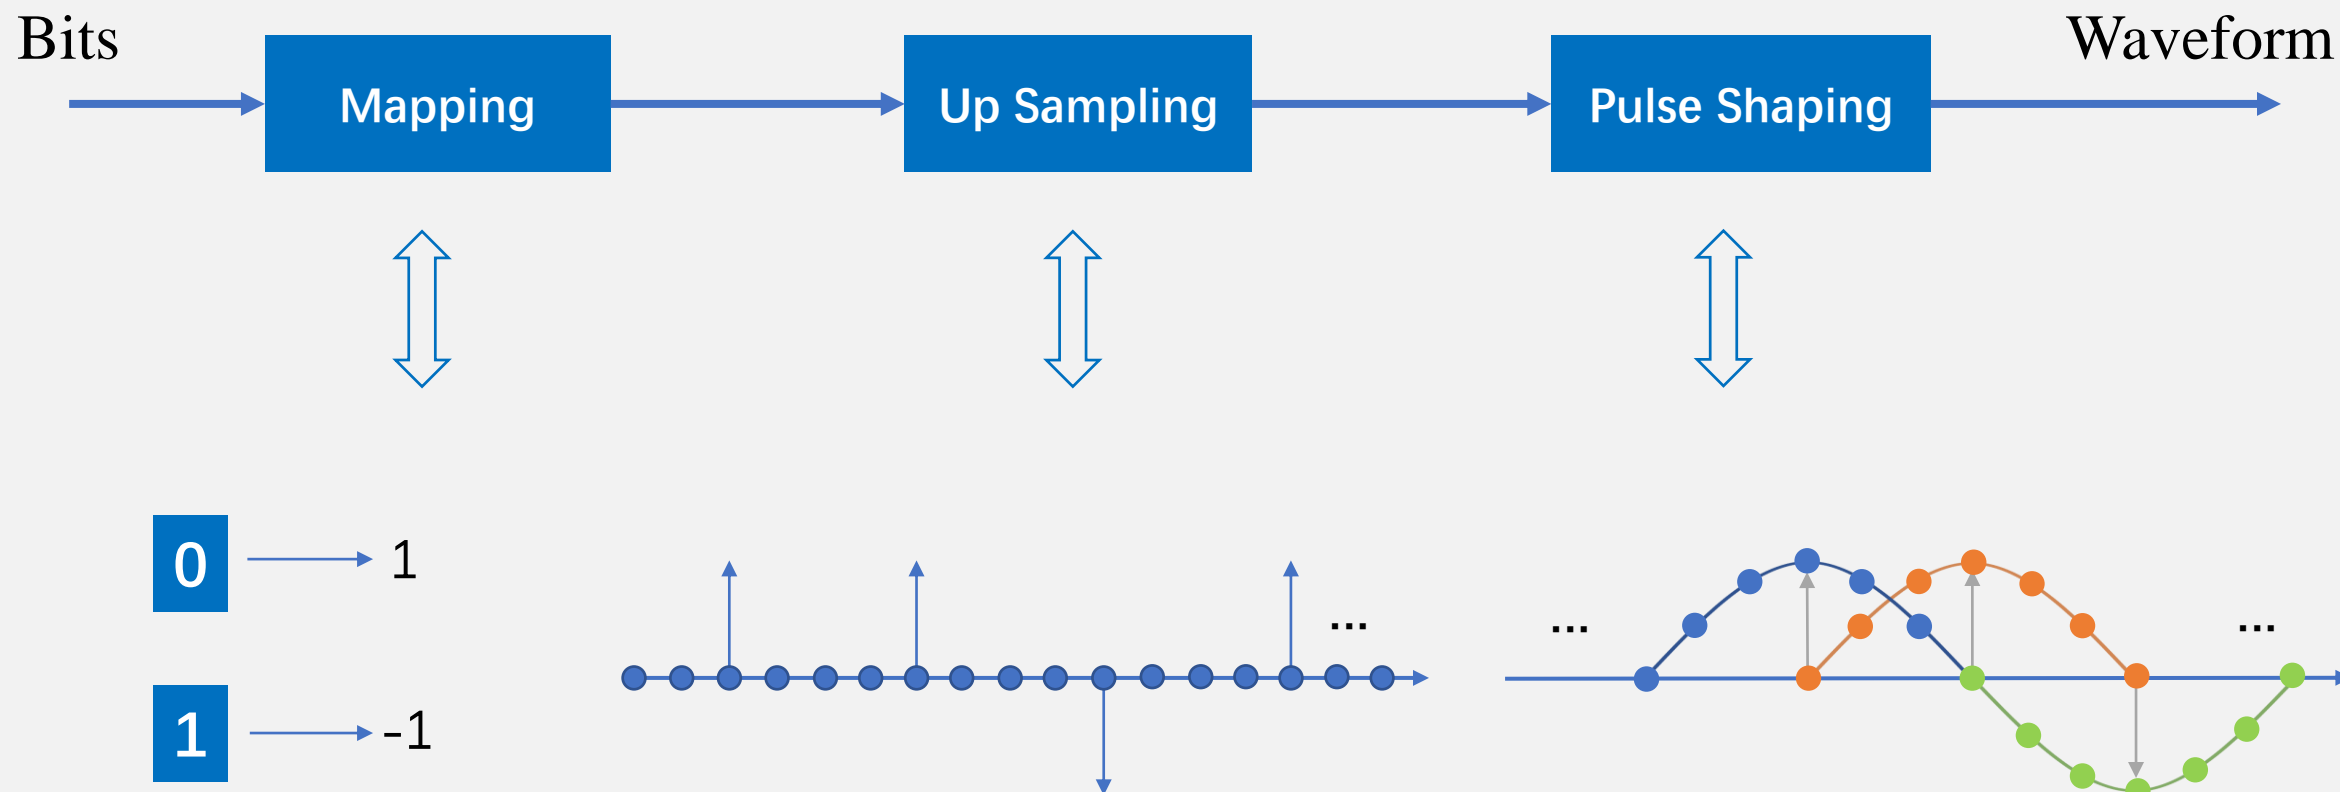 Bits
Waveform
Mapping
Up Sampling
Pulse Shaping
0 1
... ... ...
1 -1